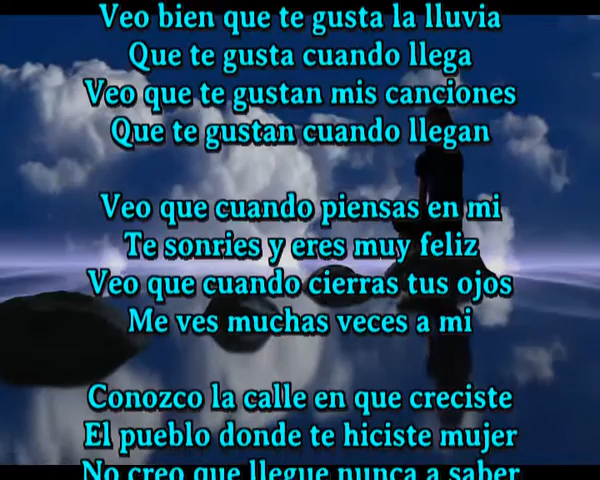 Veo bien que te gusta la lluvia
Que te gusta cuando llega
Veo que te gustan mis canciones
Que te gustan cuando llegan
Veo que cuando piensas en mi
Te sonries y eres muy feliz
Veo que cuando cierras tus ojos
Me ves muchas veces a mi
Conozco la calle en que creciste
El pueblo donde te hiciste mujer
No creo que llegue nunca a saber